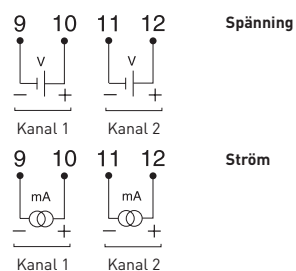 9 10 11 12 Spänning
V V
− + − +
Kanal 1 Kanal 2
9 10 11 12 Ström
mA mA
− + − +
Kanal 1 Kanal 2